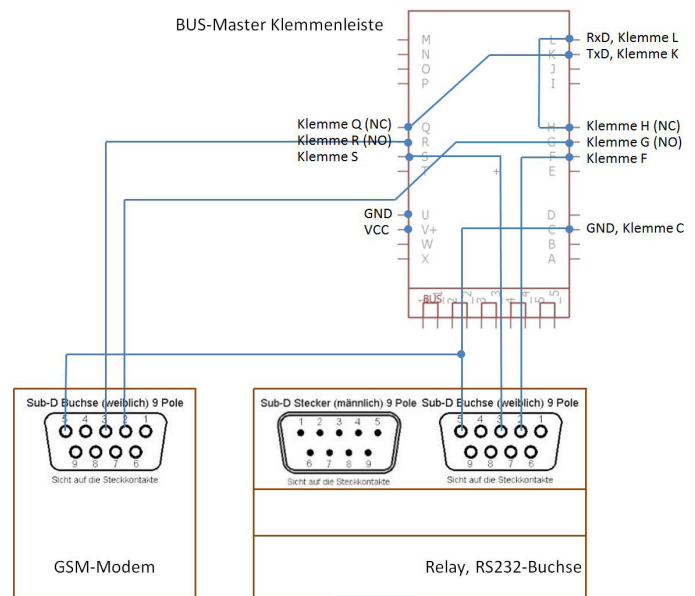 BUS-Master Klemmenleiste
M
N
O
P
L
K
J
I
RxD, Klemme L
TxD, Klemme K
Klemme Q (NC)
Klemme R (NO)
Klemme S
Q
R
S
T
H
G
F
E
+
Klemme H (NC)
Klemme G (NO)
Klemme F
GND
VCC
U
V+
W
X
D
C
B
A
GND, Klemme C
BUS
Sub-D Buchse (weiblich) 9 Pole
5 4 3 2 1
9 8 7 6
Sicht auf die Steckkontakte
GSM-Modem
Sub-D Stecker (männlich) 9 Pole
1 2 3 4 5
6 7 8 9
Sicht auf die Steckkontakte
Sub-D Buchse (weiblich) 9 Pole
5 4 3 2 1
9 8 7 6
Sicht auf die Steckkontakte
Relay, RS232-Buchse